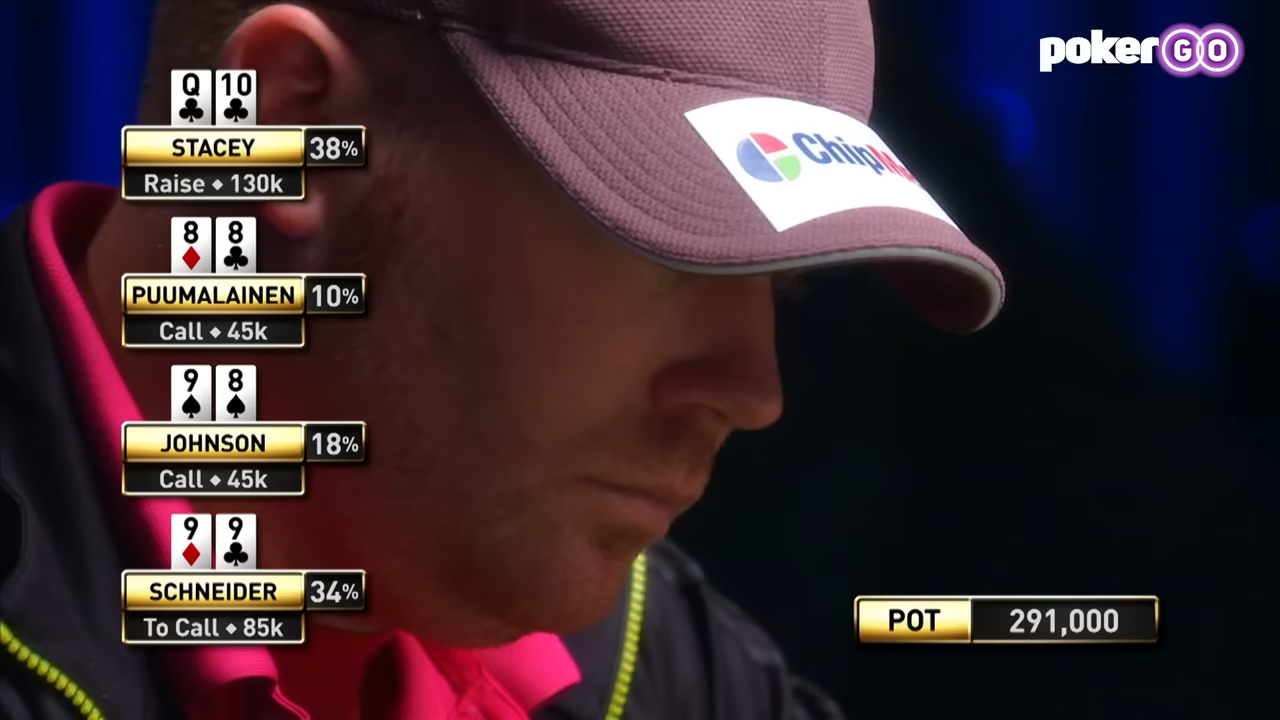 pokerGO
Q 10
STACEY 38%
Raise ♦ 130k
8 8
PUUMALAINEN 10%
Call ♦ 45k
9 8
JOHNSON 18%
Call ♦ 45k
9 9
SCHNEIDER 34%
To Call ♦ 85k
POT 291,000